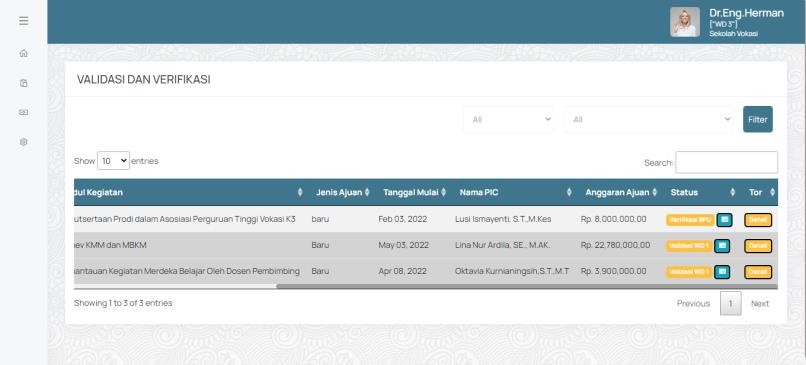 Dr.Eng.Herman
["WD 3"]
Sekolah Vokasi
VALIDASI DAN VERIFIKASI
All All Filter
Show 10 entries Search:
dul Kegiatan Jenis Ajuan Tanggal Mulai Nama PIC Anggaran Ajuan Status Tor
utsertaan Prodi dalam Asosiasi Perguruan Tinggi Vokasi K3 baru Feb 03, 2022 Lusi Ismayenti, S.T.,M.Kes Rp. 8,000,000,00 Verifikasi BPU Detail
ev KMM dan MBKM Baru May 03, 2022 Lina Nur Ardila, SE., M.AK. Rp. 22,780,000,00 Validasi WD 1 Detail
antauan Kegiatan Merdeka Belajar Oleh Dosen Pembimbing Baru Apr 08, 2022 Oktavia Kurnianingsih,S.T.,M.T Rp. 3,900,000,00 Validasi WD 1 Detail
Showing 1 to 3 of 3 entries Previous 1 Next